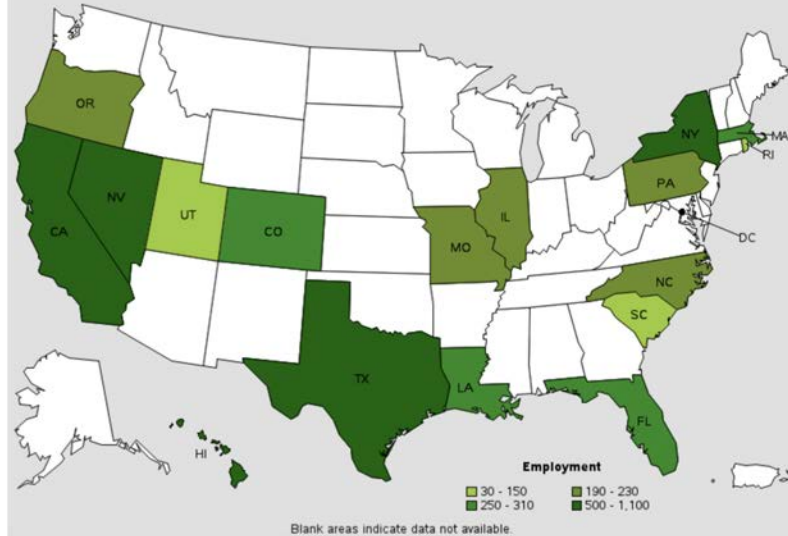 OR
NY
MA
RI
PA
NV
UT
CO
IL
CA
MO
DC
NC
SC
TX
LA
FL
HI
Employment
30 - 150
190 - 230
250 - 310
500 - 1,100
Blank areas indicate data not available.